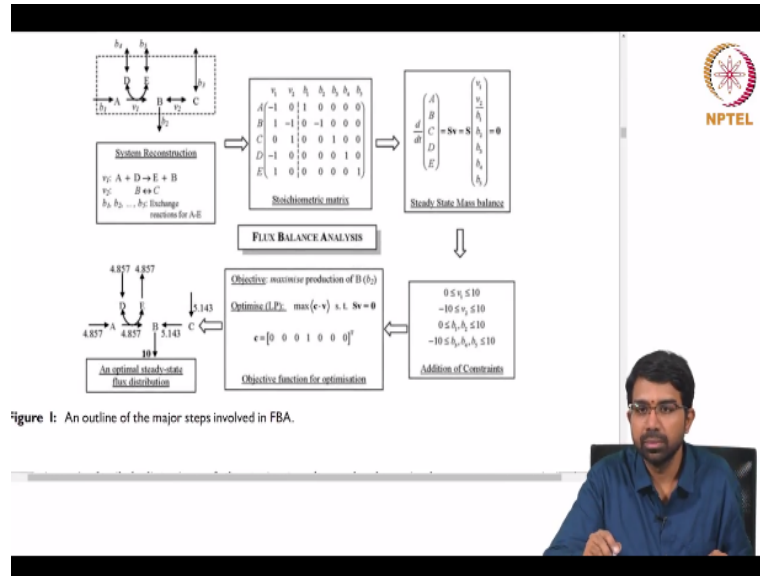 b₄ b₅
D E
b₃
A B C
b₁ v₁ v₂
b₂
System Reconstruction
v₁: A + D → E + B
v₂: B ⇔ C
b₁, b₂, ..., b₅: Exchange
reactions for A-E
v₁ v₂ b₁ b₂ b₃ b₄ b₅
A -1 0 1 0 0 0 0
B 1 -1 0 -1 0 0 0
C 0 1 0 0 1 0 0
D -1 0 0 0 0 1 0
E 1 0 0 0 0 0 1
Stoichiometric matrix
A v₁
B v₂
d/dt C = Sv = S b₁ = 0
D b₂
E b₃
b₄
b₅
Steady State Mass balance
NPTEL
FLUX BALANCE ANALYSIS
0 ≤ v₁ ≤ 10
-10 ≤ v₂ ≤ 10
0 ≤ b₁, b₂ ≤ 10
-10 ≤ b₃, b₄, b₅ ≤ 10
Addition of Constraints
Objective: maximise production of B (b₂)
Optimise (LP): max(c·v) s.t. Sv = 0
c = [0 0 0 1 0 0 0]
Objective function for optimisation
4.857 4.857
D E
5.143
A B C
4.857 4.857 5.143
10
An optimal steady-state
flux distribution
Figure 1: An outline of the major steps involved in FBA.